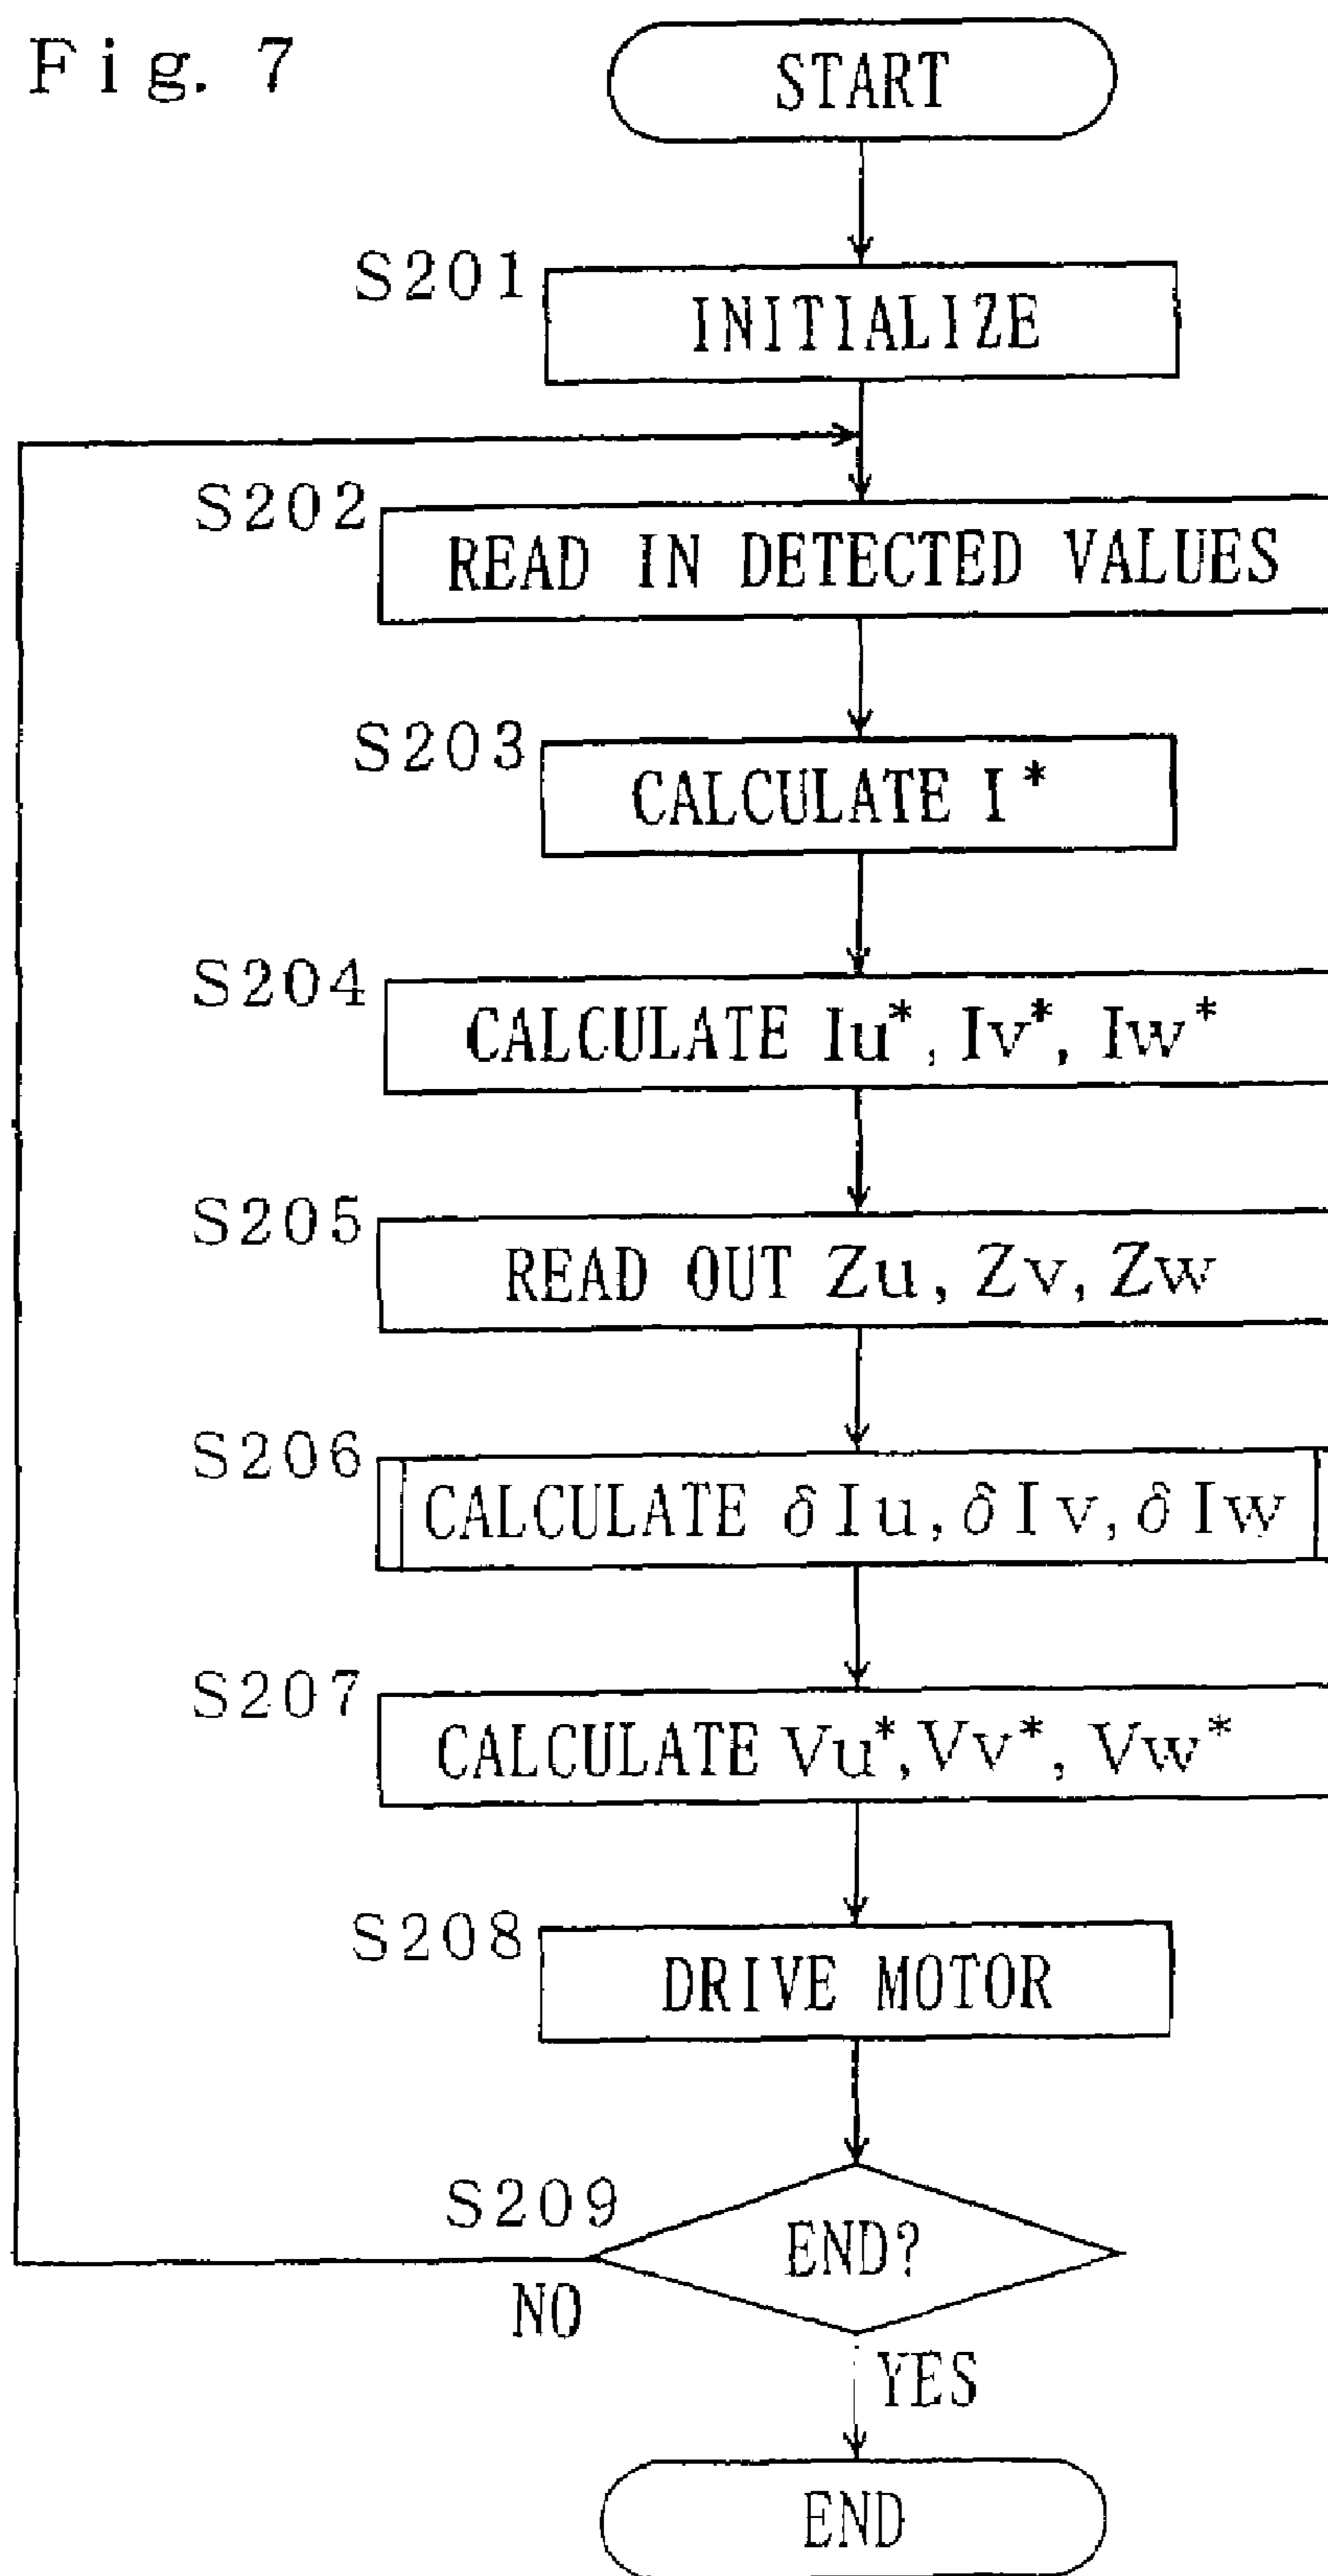 Fig. 7
START
S201
INITIALIZE
S202
READ IN DETECTED VALUES
S203
CALCULATE I*
S204
CALCULATE Iu*, Iv*, Iw*
S205
READ OUT Zu, Zv, Zw
S206
CALCULATE δIu, δIv, δIw
S207
CALCULATE Vu*, Vv*, Vw*
S208
DRIVE MOTOR
S209
END?
NO
YES
END